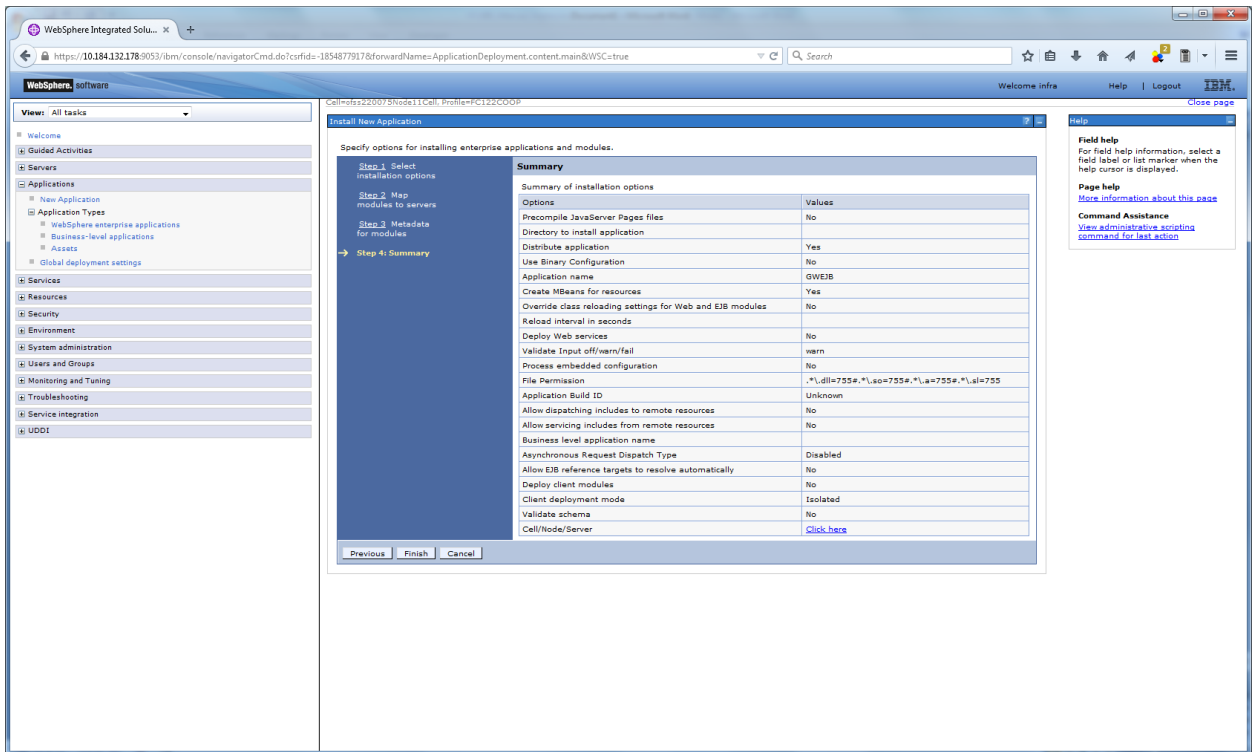 WebSphere Integrated Solu... × +
https://10.184.132.178:9053/ibm/console/navigatorCmd.do?csrfid=-1854877917&forwardName=ApplicationDeployment.content.main&WSC=true
Search
2
WebSphere. software
Welcome infra Help | Logout IBM.
View: All tasks
Welcome
Guided Activities
Servers
Applications
New Application
Application Types
WebSphere enterprise applications
Business-level applications
Assets
Global deployment settings
Services
Resources
Security
Environment
System administration
Users and Groups
Monitoring and Tuning
Troubleshooting
Service integration
UDDI
Cell=ofss220075Node11Cell, Profile=FC122COOP
Close page
Install New Application ? –
Specify options for installing enterprise applications and modules.
Step 1 Select
installation options
Step 2 Map
modules to servers
Step 3 Metadata
for modules
Step 4: Summary
Summary
Summary of installation options
Options Values
Precompile JavaServer Pages files No
Directory to install application
Distribute application Yes
Use Binary Configuration No
Application name GWEJB
Create MBeans for resources Yes
Override class reloading settings for Web and EJB modules No
Reload interval in seconds
Deploy Web services No
Validate Input off/warn/fail warn
Process embedded configuration No
File Permission .*\.dll=755#.*\.so=755#.*\.a=755#.*\.sl=755
Application Build ID Unknown
Allow dispatching includes to remote resources No
Allow servicing includes from remote resources No
Business level application name
Asynchronous Request Dispatch Type Disabled
Allow EJB reference targets to resolve automatically No
Deploy client modules No
Client deployment mode Isolated
Validate schema No
Cell/Node/Server Click here
Previous Finish Cancel
Help
Field help
For field help information, select a
field label or list marker when the
help cursor is displayed.
Page help
More information about this page
Command Assistance
View administrative scripting
command for last action